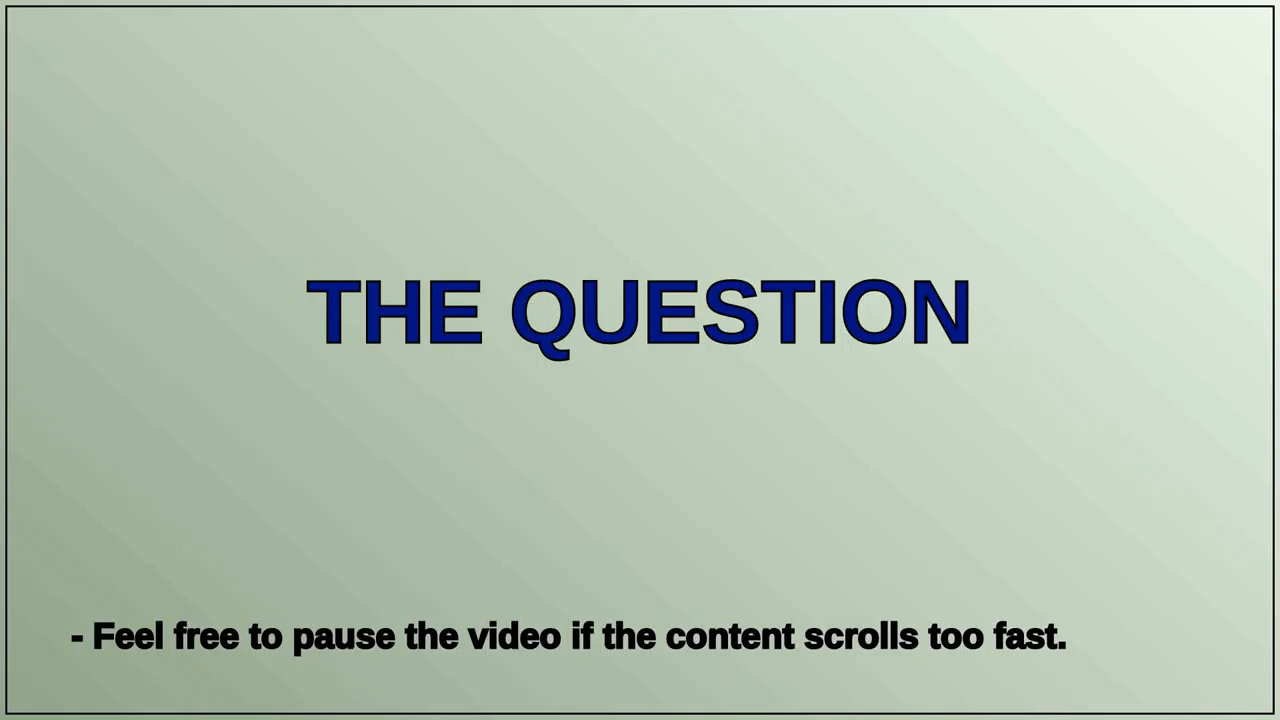 THE QUESTION
- Feel free to pause the video if the content scrolls too fast.